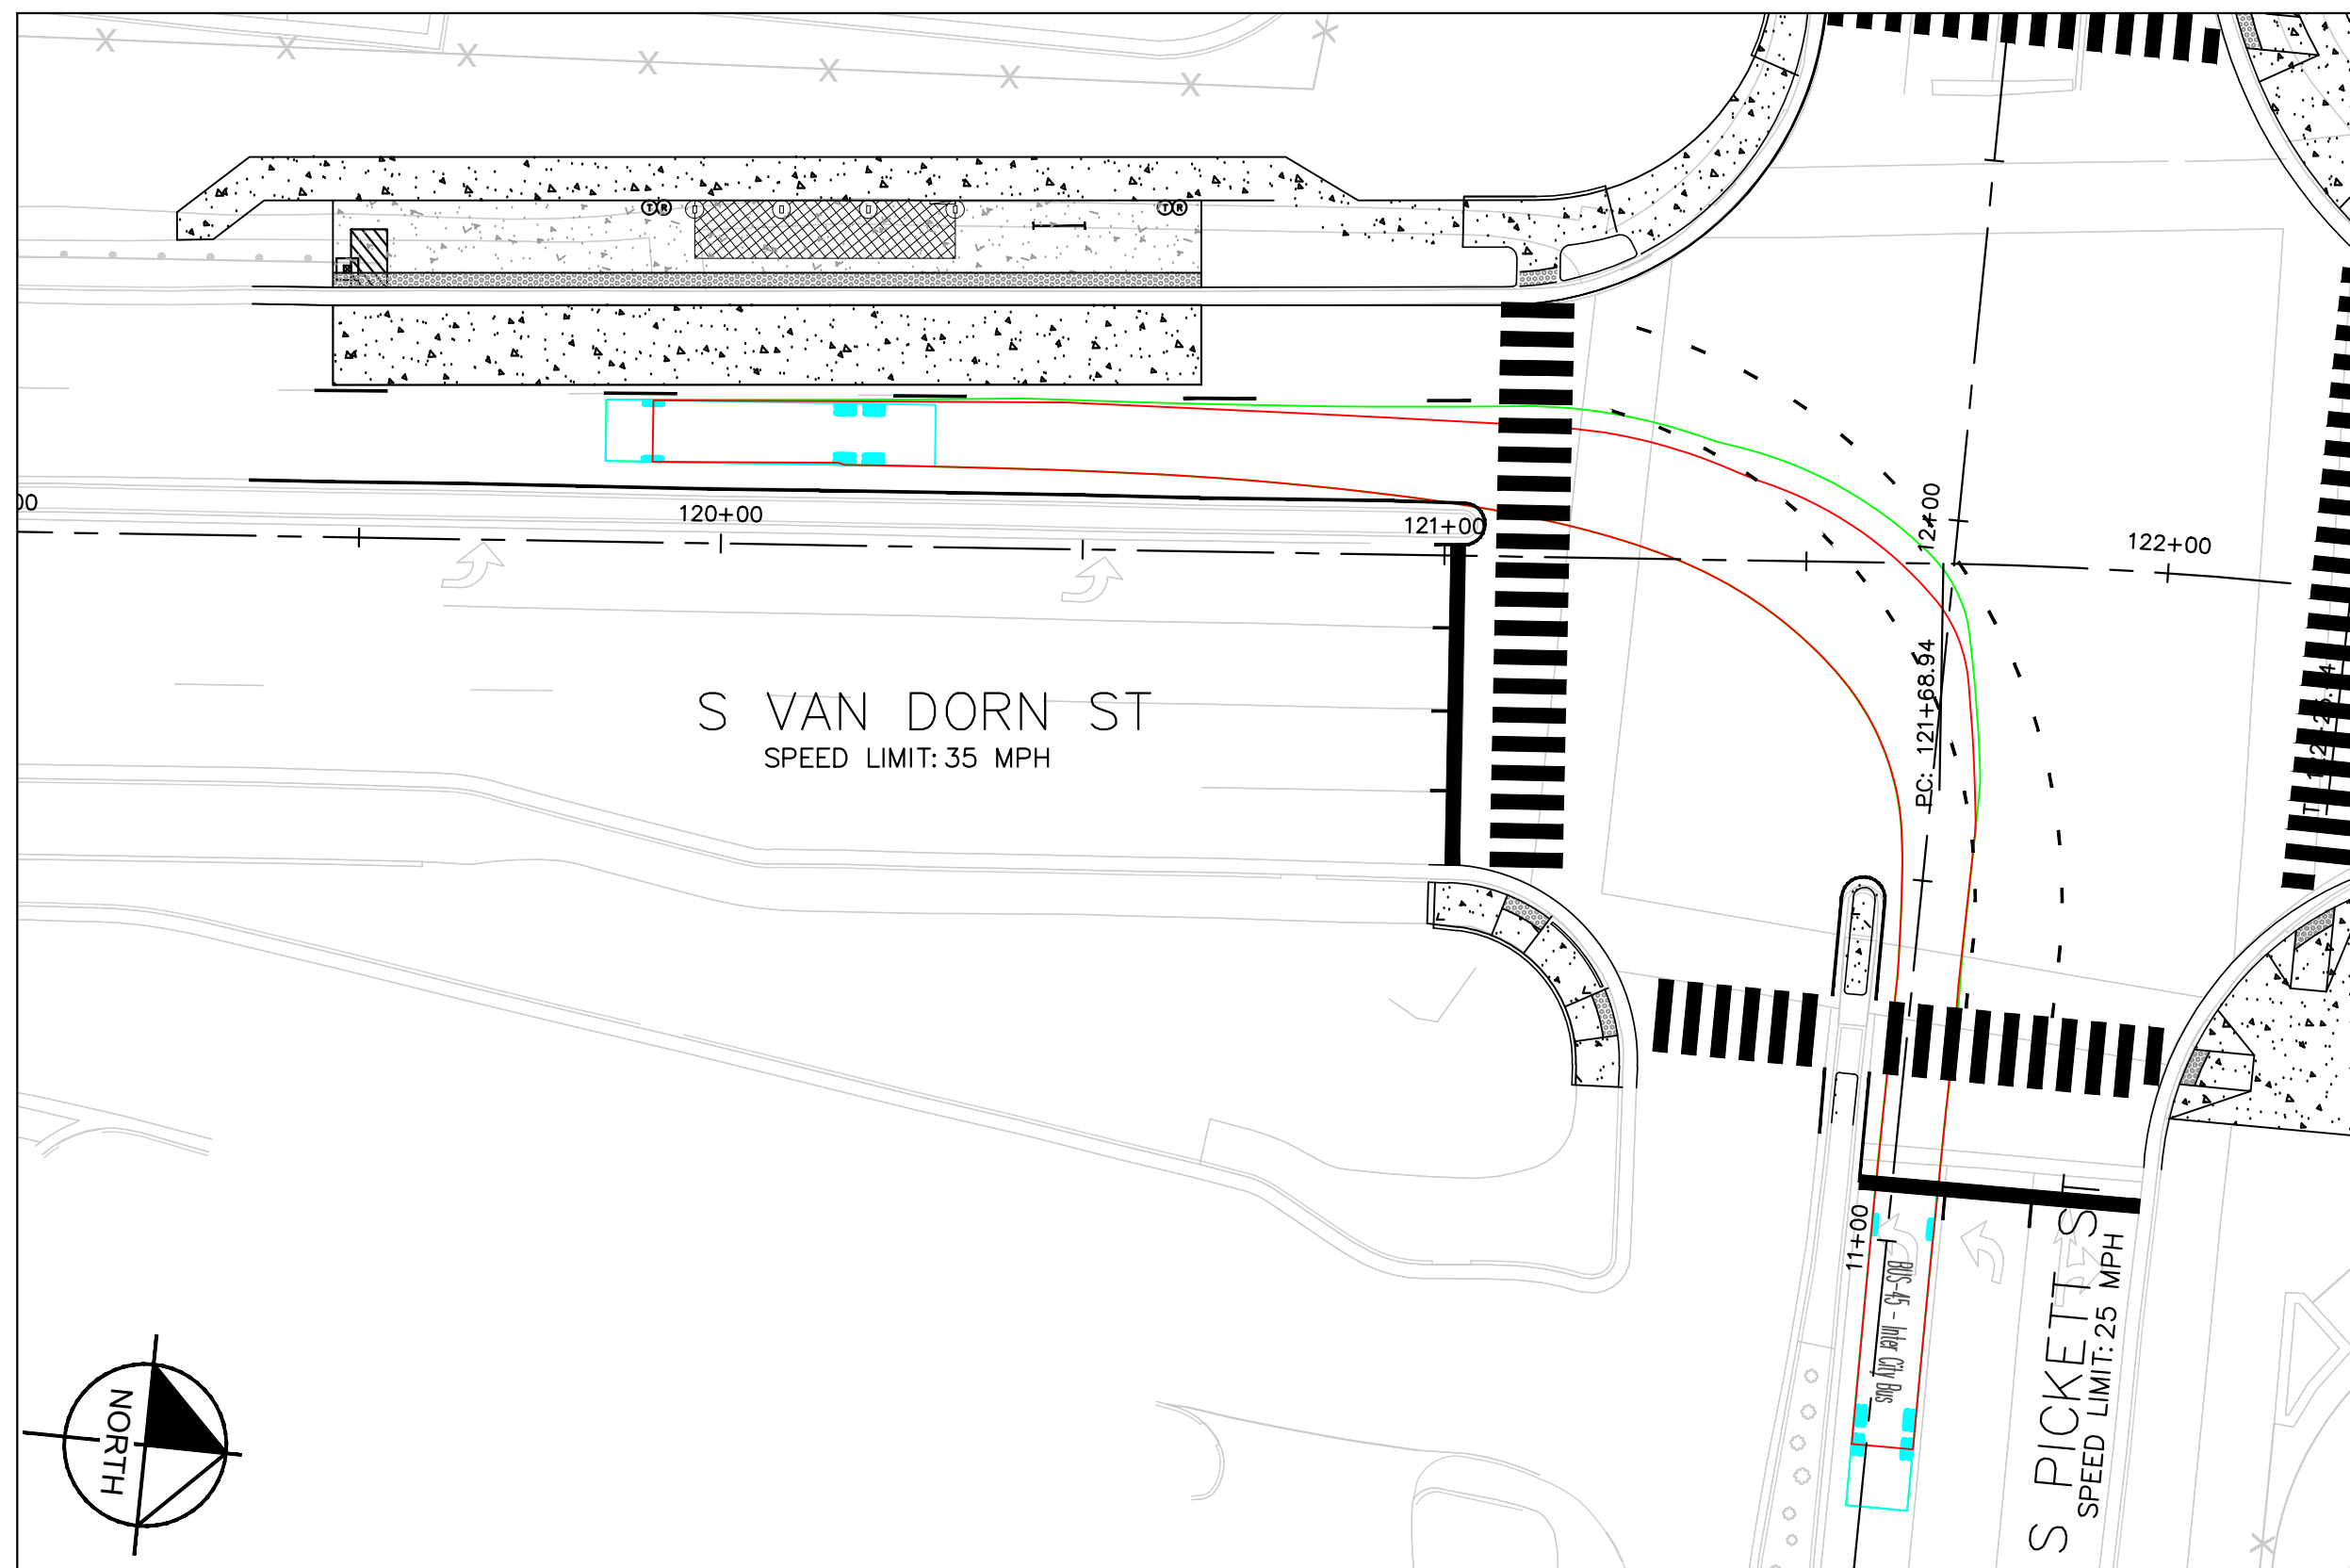 T R
T R
00
120+00
121+00
12+00
122+00
S VAN DORN ST
SPEED LIMIT: 35 MPH
PC: 121+68.94
11+00
BUS-45 - Inter City Bus
S PICKETT ST
SPEED LIMIT: 25 MPH
NORTH